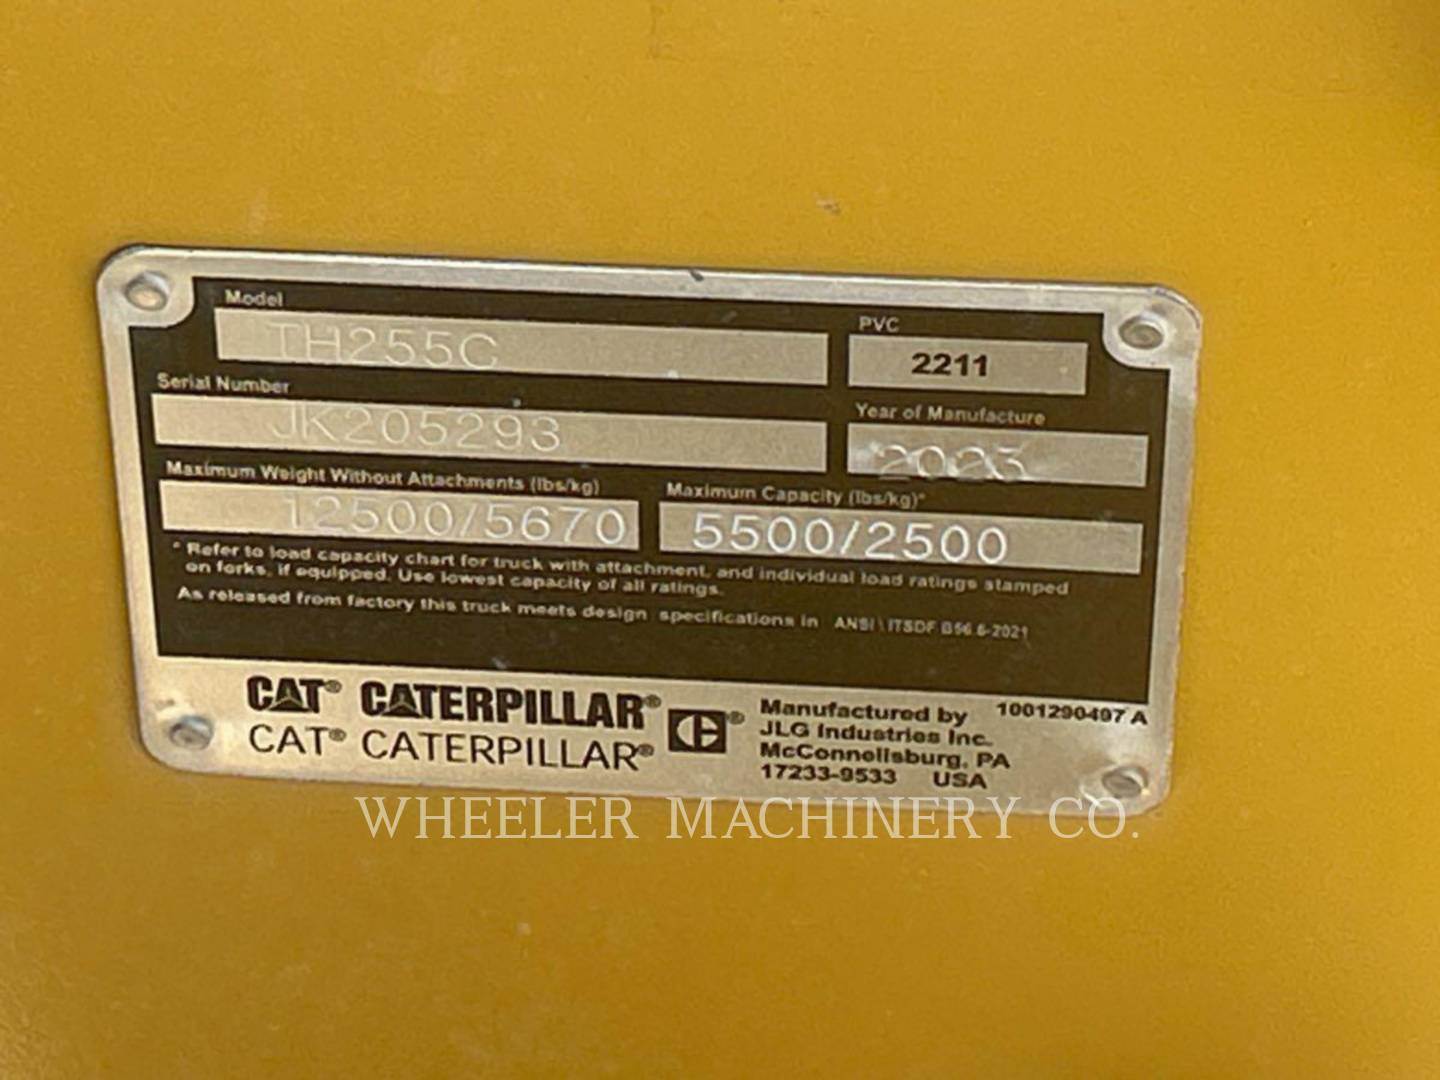 Model
TH255C
PVC
2211
Serial Number
JK205293
Year of Manufacture
2023
Maximum Weight Without Attachments (lbs/kg)
12500/5670
Maximum Capacity (lbs/kg)*
5500/2500
* Refer to load capacity chart for truck with attachment, and individual load ratings stamped
on forks, if equipped. Use lowest capacity of all ratings.
As released from factory this truck meets design specifications in ANSI \ ITSDF B56.6-2021
CAT® CATERPILLAR®
CAT® CATERPILLAR®
C®
Manufactured by 1001290497 A
JLG Industries Inc.
McConnellsburg, PA
17233-9533 USA
WHEELER MACHINERY CO.